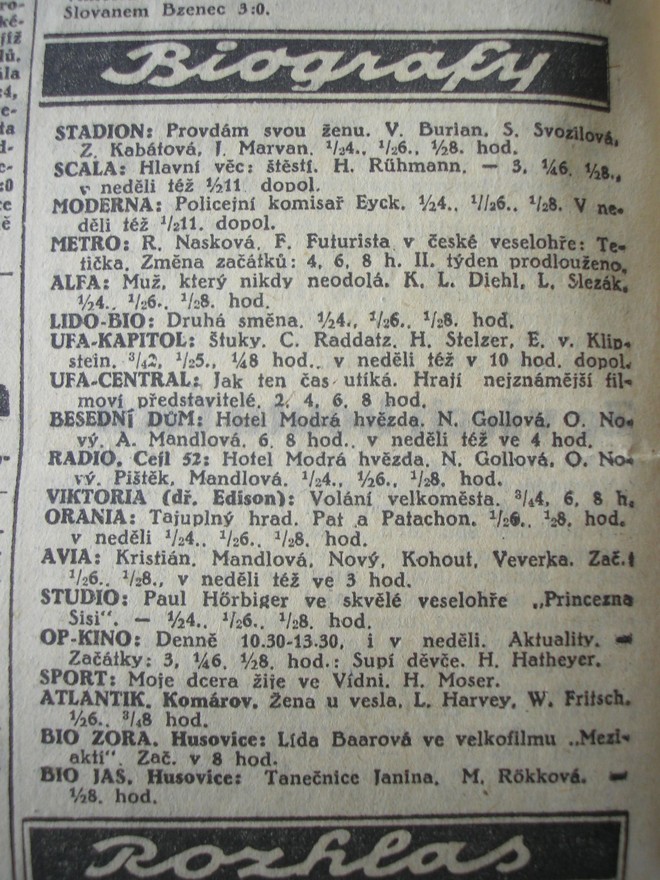 Slovanem Bzenec 3:0.
Biografy
STADION: Provdám svou ženu. V. Burian, S. Svozilová,
Z. Kabátová, J. Marvan. ½4., ½6., ½8. hod.
SCALA: Hlavní věc: štěstí. H. Rühmann. — 3, ¼6, ½8.,
v neděli též ½11 dopol.
MODERNA: Policejní komisař Eyck. ½4., ½6., ½8. V ne-
děli též ½11. dopol.
METRO: R. Nasková, F. Futurista v české veselohře: Te-
tička. Změna začátků: 4, 6, 8 h. II. týden prodlouženo.
ALFA: Muž, který nikdy neodolá. K. L. Diehl, L. Slezák.
½4., ½6., ½8. hod.
LIDO-BIO: Druhá směna. ½4., ½6., ½8. hod.
UFA-KAPITOL: Štuky. C. Raddatz, H. Stelzer, E. v. Klip-
stein. ¾2, ½5., ¼8 hod., v neděli též v 10 hod. dopol.
UFA-CENTRAL: Jak ten čas utíká. Hrají nejznámější fil-
moví představitelé. 2, 4, 6, 8 hod.
BESEDNÍ DŮM: Hotel Modrá hvězda. N. Gollová, O. No-
vý, A. Mandlová. 6, 8 hod., v neděli též ve 4 hod.
RADIO, Cejl 52: Hotel Modrá hvězda. N. Gollová, O. No-
vý, Pištěk, Mandlová. ½4., ½6., ½8. hod.
VIKTORIA (dř. Edison): Volání velkoměsta. ¾4, 6, 8 h.
ORANIA: Tajuplný hrad. Pat a Patachon. ½6., ½8. hod.
v neděli ½4., ½6., ½8. hod.
AVIA: Kristián. Mandlová, Nový, Kohout, Veverka. Zač.:
½6., ½8., v neděli též ve 3 hod.
STUDIO: Paul Hörbiger ve skvělé veselohře „Princezna
Sisi“. — ½4., ½6., ½8. hod.
OP-KINO: Denně 10.30-13.30, i v neděli. Aktuality. —
Začátky: 3, ¼6, ½8. hod.: Supí děvče. H. Hatheyer.
SPORT: Moje dcera žije ve Vídni. H. Moser.
ATLANTIK, Komárov. Žena u vesla. L. Harvey, W. Fritsch.
½6., ¾8 hod.
BIO ZORA, Husovice: Lída Baarová ve velkofilmu „Mezi-
aktí“. Zač. v 8 hod.
BIO JAS, Husovice: Tanečnice Janina. M. Rökková. —
½8. hod.
Rozhlas